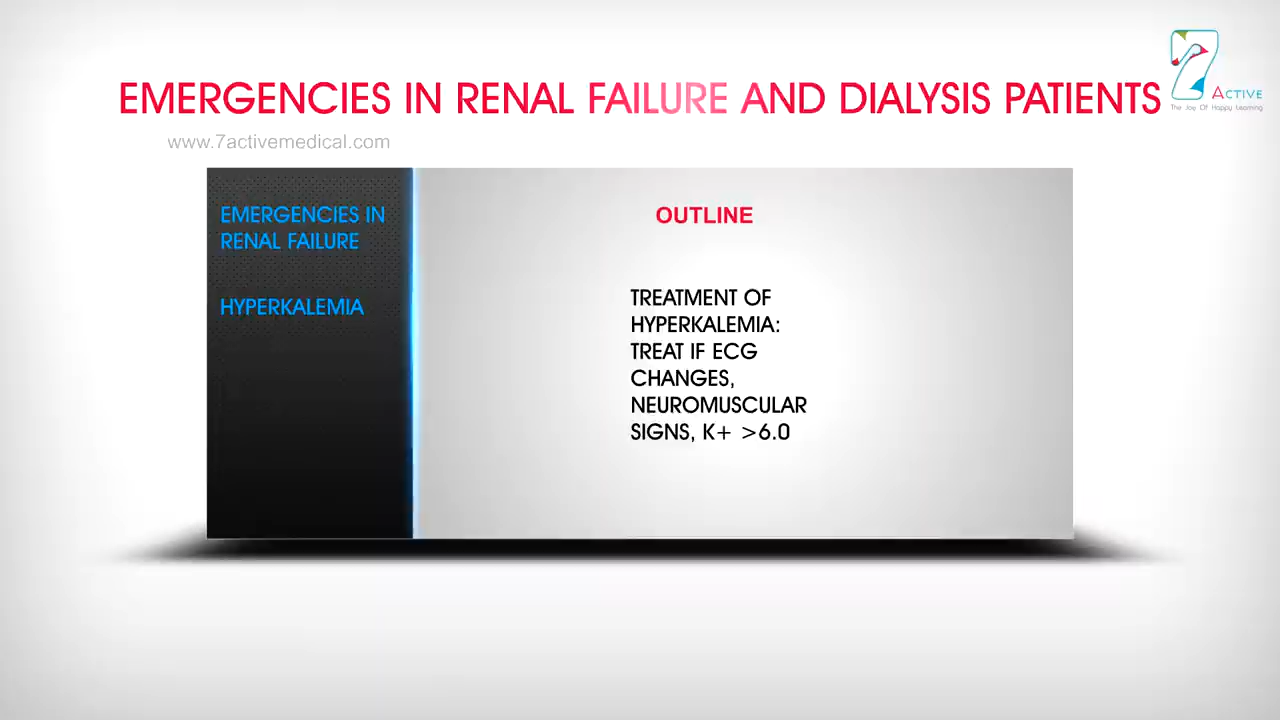 EMERGENCIES IN RENAL FAILURE AND DIALYSIS PATIENTS
7
ACTIVE
The Joy Of Happy Learning
www.7activemedical.com
EMERGENCIES IN
RENAL FAILURE
HYPERKALEMIA
OUTLINE
TREATMENT OF
HYPERKALEMIA:
TREAT IF ECG
CHANGES,
NEUROMUSCULAR
SIGNS, K+ >6.0